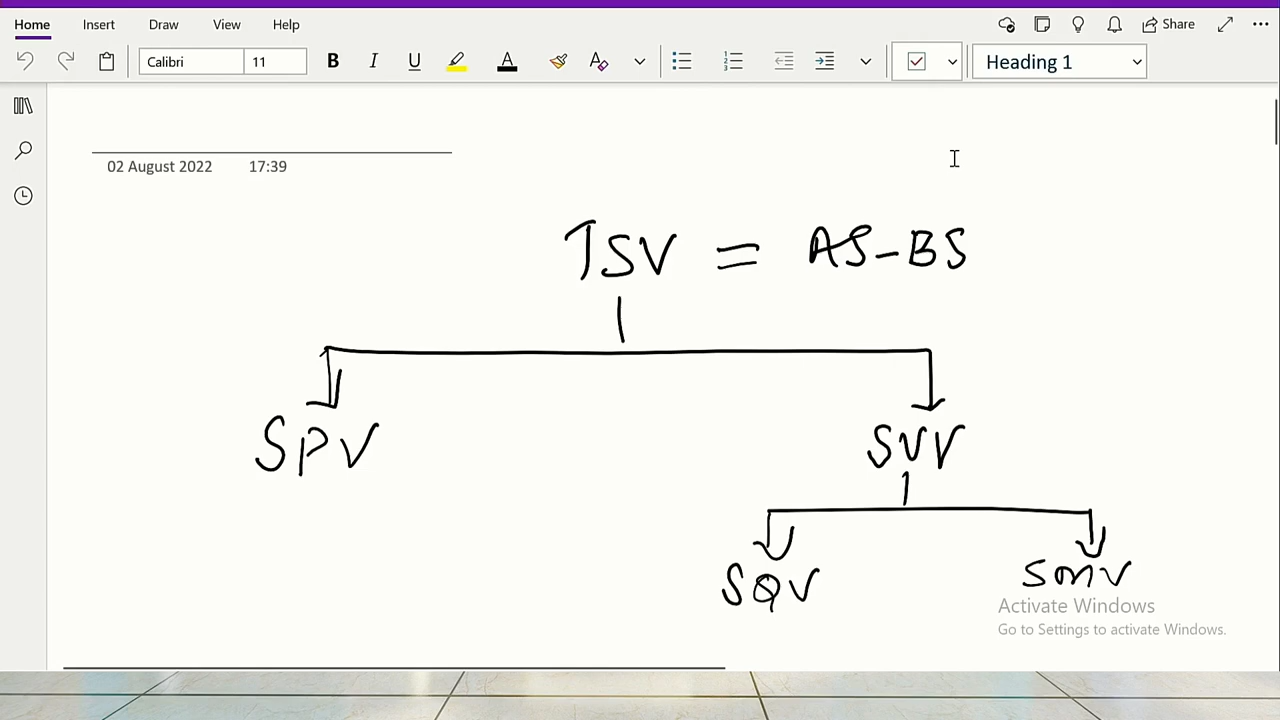 Home Insert Draw View Help Share
Calibri 11 B I U A Heading 1
02 August 2022 17:39
TSV = AS-BS
SPV SVV
SQV SMV
Activate Windows
Go to Settings to activate Windows.